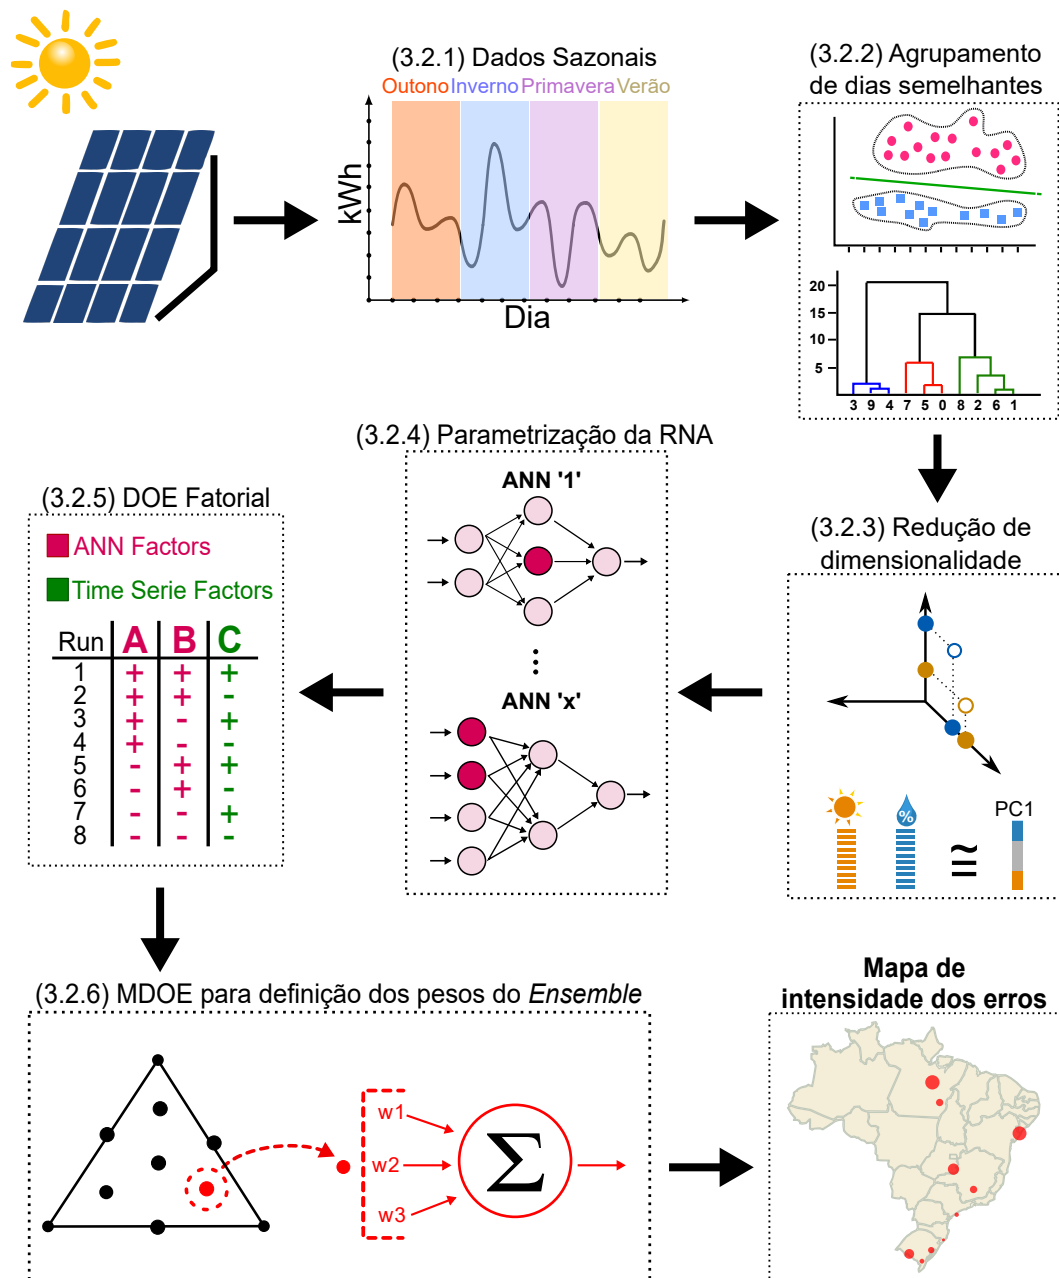 (3.2.1) Dados Sazonais
Outono Inverno Primavera Verão
kWh
Dia
(3.2.2) Agrupamento
de dias semelhantes
20
15
10
5
3 9 4 7 5 0 8 2 6 1
(3.2.3) Redução de
dimensionalidade
%
≅
PC1
(3.2.4) Parametrização da RNA
ANN '1'
⋮
ANN 'x'
(3.2.5) DOE Fatorial
ANN Factors
Time Serie Factors
Run A B C
1 + + +
2 + + -
3 + - +
4 + - -
5 - + +
6 - + -
7 - - +
8 - - -
(3.2.6) MDOE para definição dos pesos do Ensemble
w1
w2
w3
Σ
Mapa de
intensidade dos erros